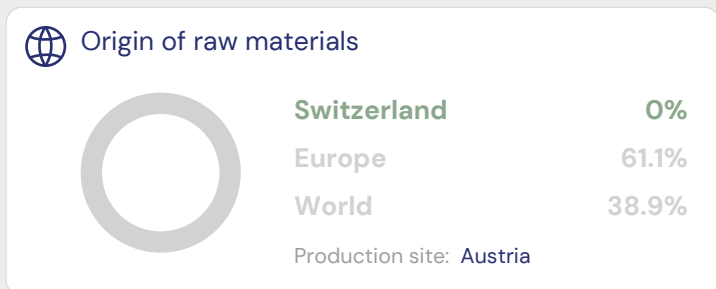 Origin of raw materials
Switzerland 0%
Europe 61.1%
World 38.9%
Production site: Austria